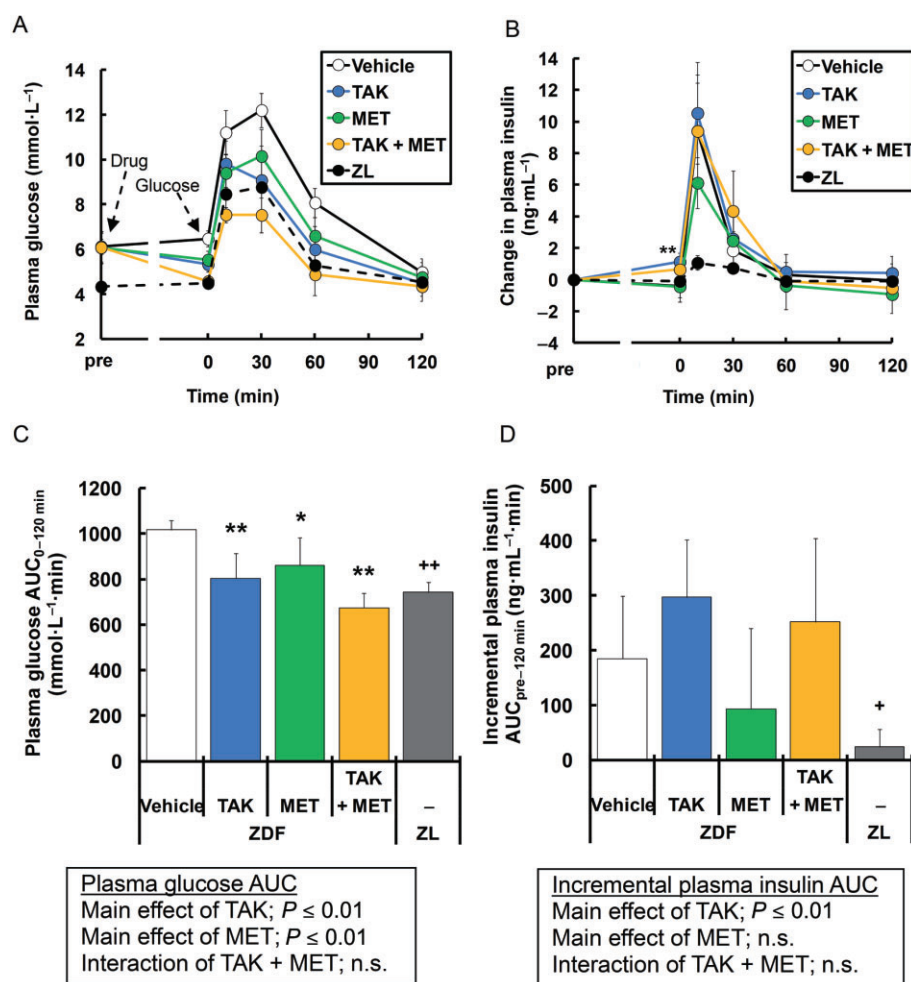 A
Plasma glucose (mmol·L⁻¹)
14
12
10
8
6
4
2
Drug
Glucose
Vehicle
TAK
MET
TAK + MET
ZL
pre
0
30
60
90
120
Time (min)
B
Change in plasma insulin
(ng·mL⁻¹)
14
12
10
8
6
4
2
0
−2
−4
**
Vehicle
TAK
MET
TAK + MET
ZL
pre
0
30
60
90
120
Time (min)
C
Plasma glucose AUC₀₋₁₂₀ min
(mmol·L⁻¹·min)
1200
1000
800
600
400
200
0
**
*
**
++
Vehicle
TAK
MET
TAK
+ MET
–
ZDF
ZL
Plasma glucose AUC
Main effect of TAK; P ≤ 0.01
Main effect of MET; P ≤ 0.01
Interaction of TAK + MET; n.s.
D
Incremental plasma insulin
AUCpre–120 min (ng·mL⁻¹·min)
500
400
300
200
100
0
+
Vehicle
TAK
MET
TAK
+ MET
–
ZDF
ZL
Incremental plasma insulin AUC
Main effect of TAK; P ≤ 0.01
Main effect of MET; n.s.
Interaction of TAK + MET; n.s.